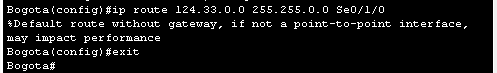 Bogota(config)#ip route 124.33.0.0 255.255.0.0 Se0/1/0
%Default route without gateway, if not a point-to-point interface,
may impact performance
Bogota(config)#exit
Bogota#